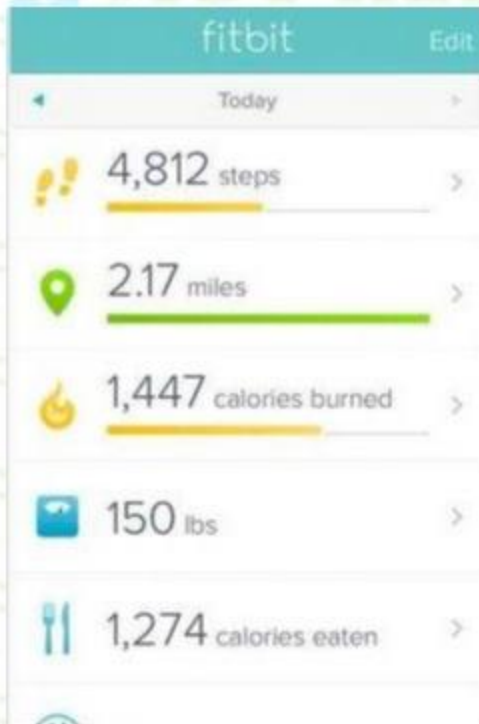 fitbit Edit
Today
4,812 steps
2.17 miles
1,447 calories burned
150 lbs
1,274 calories eaten